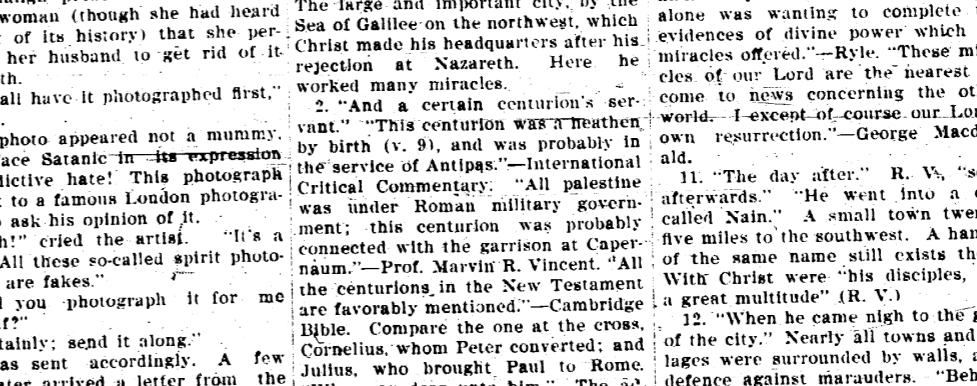 woman (though she had heard
of its history) that she per-
her husband to get rid of it
th.
all have it photographed first,"
photo appeared not a mummy,
ace Satanic in its expression
dictive hate! This photograph
to a famous London photogra-
ask his opinion of it.
h!" cried the artist. "It's a
All these so-called spirit photo-
are fakes."
you photograph it for me
f?"
tainly; send it along."
as sent accordingly. A few
ater arrived a letter from the
The large and important city, by the
Sea of Galilee on the northwest, which
Christ made his headquarters after his
rejection at Nazareth. Here he
worked many miracles.
2. "And a certain centurion's ser-
vant." "This centurion was a heathen
by birth (v. 9), and was probably in
the service of Antipas."—International
Critical Commentary: "All palestine
was under Roman military govern-
ment; this centurion was probably
connected with the garrison at Caper-
naum."—Prof. Marvin R. Vincent. "All
the centurions in the New Testament
are favorably mentioned."—Cambridge
Bible. Compare the one at the cross,
Cornelius, whom Peter converted; and
Julius, who brought Paul to Rome.
alone was wanting to complete
evidences of divine power which
miracles offered."—Ryle. "These mi
cles of our Lord are the nearest
come to news concerning the ot
world. I except of course our Lo
own resurrection."—George Macd
ald.
11. "The day after." R. V., "s
afterwards." "He went into a c
called Nain." A small town twe
five miles to the southwest. A ham
of the same name still exists the
With Christ were "his disciples,
a great multitude" (R. V.)
12. "When he came nigh to the g
of the city." Nearly all towns and
lages were surrounded by walls, a
defence against marauders. "Beh